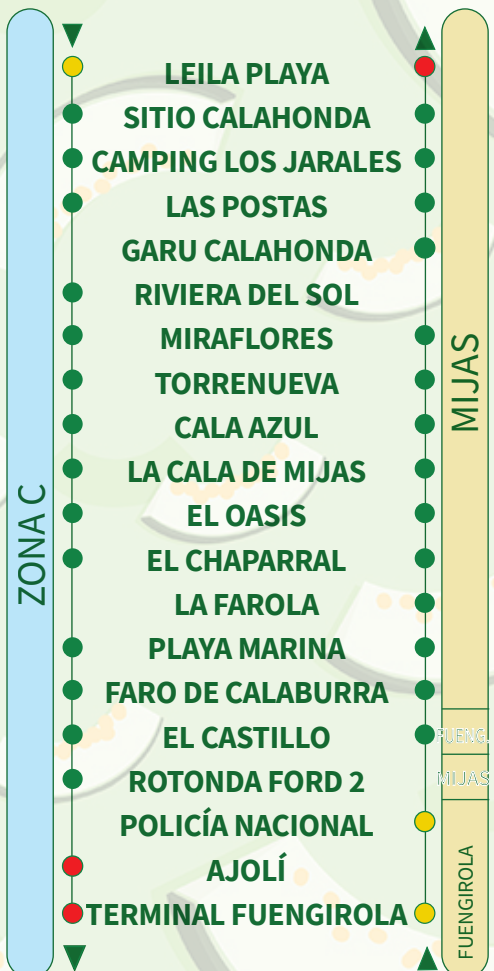 LEILA PLAYA
SITIO CALAHONDA
CAMPING LOS JARALES
LAS POSTAS
GARU CALAHONDA
RIVIERA DEL SOL
MIRAFLORES
TORRENUEVA
CALA AZUL
LA CALA DE MIJAS
EL OASIS
EL CHAPARRAL
LA FAROLA
PLAYA MARINA
FARO DE CALABURRA
EL CASTILLO
ROTONDA FORD 2
POLICÍA NACIONAL
AJOLÍ
TERMINAL FUENGIROLA
ZONA C
MIJAS
FUENG.
MIJAS
FUENGIROLA